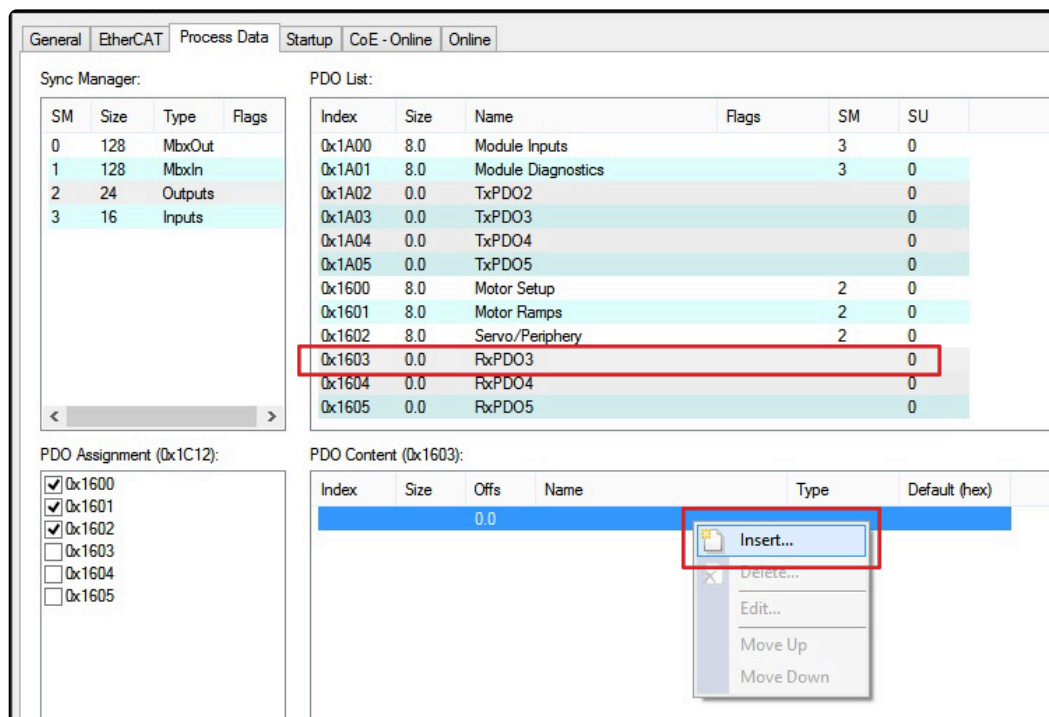 General EtherCAT Process Data Startup CoE - Online Online
Sync Manager:
SM Size Type Flags
0 128 MbxOut
1 128 MbxIn
2 24 Outputs
3 16 Inputs
PDO List:
Index Size Name Flags SM SU
0x1A00 8.0 Module Inputs 3 0
0x1A01 8.0 Module Diagnostics 3 0
0x1A02 0.0 TxPDO2 0
0x1A03 0.0 TxPDO3 0
0x1A04 0.0 TxPDO4 0
0x1A05 0.0 TxPDO5 0
0x1600 8.0 Motor Setup 2 0
0x1601 8.0 Motor Ramps 2 0
0x1602 8.0 Servo/Periphery 2 0
0x1603 0.0 RxPDO3 0
0x1604 0.0 RxPDO4 0
0x1605 0.0 RxPDO5 0
PDO Assignment (0x1C12):
0x1600
0x1601
0x1602
0x1603
0x1604
0x1605
PDO Content (0x1603):
Index Size Offs Name Type Default (hex)
0.0
Insert...
Delete...
Edit...
Move Up
Move Down